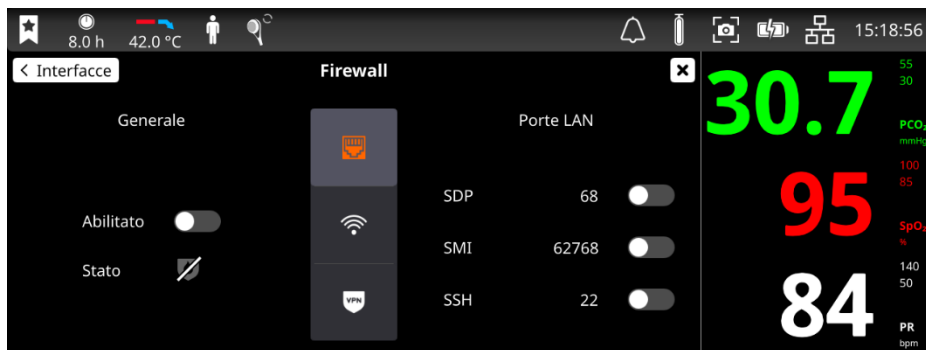 8.0 h
42.0 °C
15:18:56
< Interfacce
Firewall
Generale
Porte LAN
Abilitato
Stato
VPN
SDP 68
SMI 62768
SSH 22
30.7
55
30
PCO₂
mmHg
95
100
85
SpO₂
%
84
140
50
PR
bpm